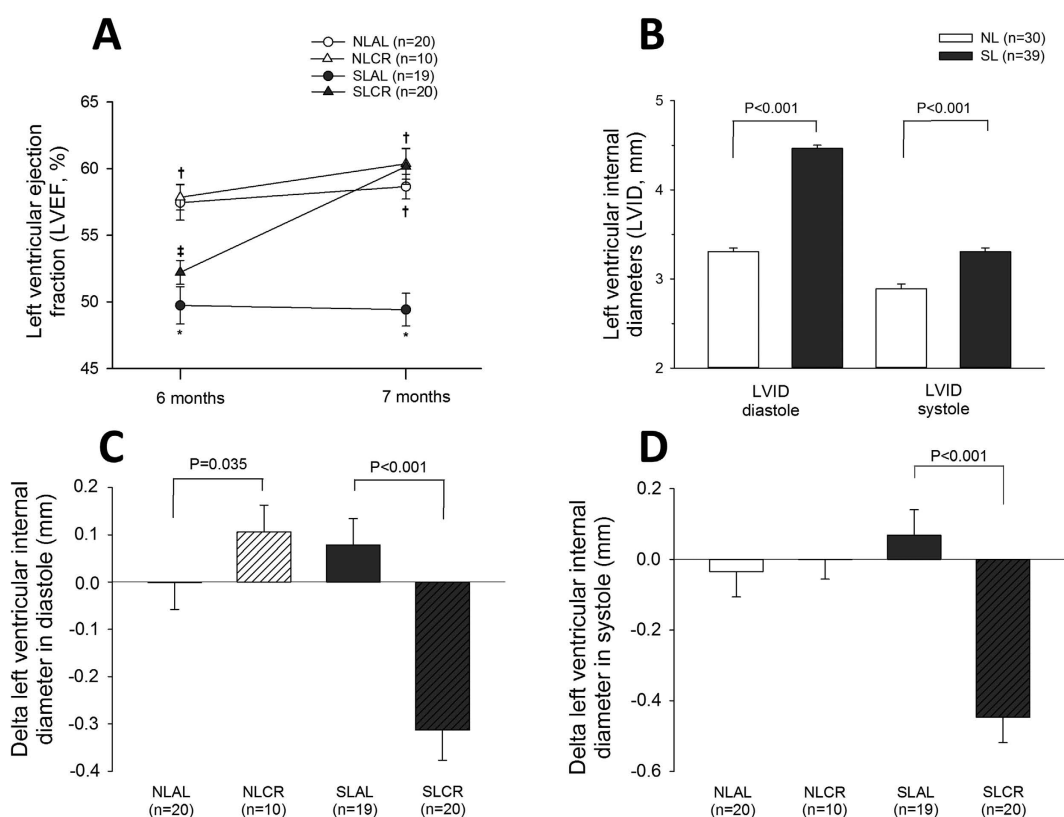 A
NLAL (n=20)
NLCR (n=10)
SLAL (n=19)
SLCR (n=20)
Left ventricular ejection
fraction (LVEF, %)
65
60
55
50
45
†
†
†
‡
*
*
6 months
7 months
B
NL (n=30)
SL (n=39)
Left ventricular internal
diameters (LVID, mm)
5
4
3
2
P<0.001
P<0.001
LVID
diastole
LVID
systole
C
Delta left ventricular internal
diameter in diastole (mm)
0.2
0.1
0.0
-0.1
-0.2
-0.3
-0.4
P=0.035
P<0.001
NLAL
(n=20)
NLCR
(n=10)
SLAL
(n=19)
SLCR
(n=20)
D
Delta left ventricular internal
diameter in systole (mm)
0.2
0.0
-0.2
-0.4
-0.6
P<0.001
NLAL
(n=20)
NLCR
(n=10)
SLAL
(n=19)
SLCR
(n=20)